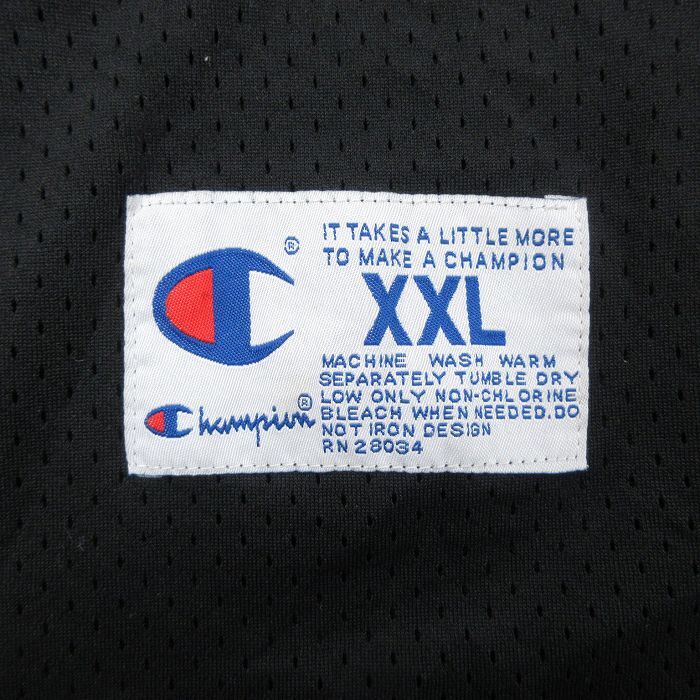 ®
IT TAKES A LITTLE MORE
TO MAKE A CHAMPION
XXL
MACHINE WASH WARM
SEPARATELY TUMBLE DRY
LOW ONLY NON-CHLORINE
BLEACH WHEN NEEDED.DO
NOT IRON DESIGN
RN 28034
Champion®